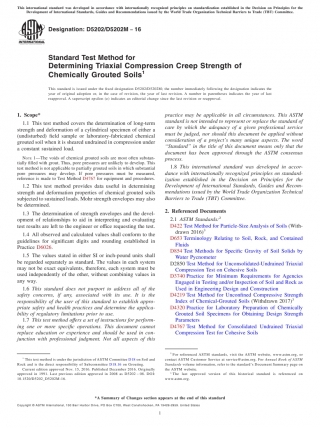 This international standard was developed in accordance with internationally recognized principles on standardization established in the Decision on Principles for the
Development of International Standards, Guides and Recommendations issued by the World Trade Organization Technical Barriers to Trade (TBT) Committee.
Designation: D5202/D5202M – 16
Standard Test Method for
Determining Triaxial Compression Creep Strength of
Chemically Grouted Soils1
This standard is issued under the fixed designation D5202/D5202M; the number immediately following the designation indicates the
year of original adoption or, in the case of revision, the year of last revision. A number in parentheses indicates the year of last
reapproval. A superscript epsilon (ε) indicates an editorial change since the last revision or reapproval.
1. Scope*
1.1 This test method covers the determination of long-term
strength and deformation of a cylindrical specimen of either a
(undisturbed) field sample or laboratory-fabricated chemical
grouted soil when it is sheared undrained in compression under
a constant sustained load.
NOTE 1—The voids of chemical grouted soils are most often substan-
tially filled with grout. Thus, pore pressures are unlikely to develop. This
test method is not applicable to partially grouted soils in which substantial
pore pressures may develop. If pore pressures must be measured,
reference is made to Test Method D4767 for equipment and procedures.
1.2 This test method provides data useful in determining
strength and deformation properties of chemical grouted soils
subjected to sustained loads. Mohr strength envelopes may also
be determined.
1.3 The determination of strength envelopes and the devel-
opment of relationships to aid in interpreting and evaluating
test results are left to the engineer or office requesting the test.
1.4 All observed and calculated values shall conform to the
guidelines for significant digits and rounding established in
Practice D6026.
1.5 The values stated in either SI or inch-pound units shall
be regarded separately as standard. The values in each system
may not be exact equivalents, therefore, each system must be
used independently of the other, without combining values in
any way.
1.6 This standard does not purport to address all of the
safety concerns, if any, associated with its use. It is the
responsibility of the user of this standard to establish appro-
priate safety and health practices and determine the applica-
bility of regulatory limitations prior to use.
1.7 This test method offers a set of instructions for perform-
ing one or more specific operations. This document cannot
replace education or experience and should be used in con-
junction with professional judgment. Not all aspects of this
practice may be applicable in all circumstances. This ASTM
standard is not intended to represent or replace the standard of
care by which the adequacy of a given professional service
must be judged, nor should this document be applied without
consideration of a project's many unique aspects. The word
"Standard" in the title of this document means only that the
document has been approved through the ASTM consensus
process.
1.8 This international standard was developed in accor-
dance with internationally recognized principles on standard-
ization established in the Decision on Principles for the
Development of International Standards, Guides and Recom-
mendations issued by the World Trade Organization Technical
Barriers to Trade (TBT) Committee.
2. Referenced Documents
2.1 ASTM Standards:2
D422 Test Method for Particle-Size Analysis of Soils (With-
drawn 2016)3
D653 Terminology Relating to Soil, Rock, and Contained
Fluids
D854 Test Methods for Specific Gravity of Soil Solids by
Water Pycnometer
D2850 Test Method for Unconsolidated-Undrained Triaxial
Compression Test on Cohesive Soils
D3740 Practice for Minimum Requirements for Agencies
Engaged in Testing and/or Inspection of Soil and Rock as
Used in Engineering Design and Construction
D4219 Test Method for Unconfined Compressive Strength
Index of Chemical-Grouted Soils (Withdrawn 2017)3
D4320 Practice for Laboratory Preparation of Chemically
Grouted Soil Specimens for Obtaining Design Strength
Parameters
D4767 Test Method for Consolidated Undrained Triaxial
Compression Test for Cohesive Soils
1 This test method is under the jurisdiction of ASTM Committee D18 on Soil and
Rock and is the direct responsibility of Subcommittee
Current edition approved Nov. 15, 2016. Published December 2016. Originally
approved in 1991. Last previous edition approved in
2 For referenced ASTM standards, visit the ASTM website, www.astm.org, or
contact ASTM Customer Service at service@astm.org. For Annual Book of ASTM
Standards volume information, refer to the standard's Document Summary page on
the ASTM website.
3 The last approved version of this historical standard is referenced on
www.astm.org.
*A Summary of Changes section appears at the end of this standard
Copyright © ASTM International, 100 Barr Harbor Drive, PO Box C700, West Conshohocken, PA 19428-2959. United States
1